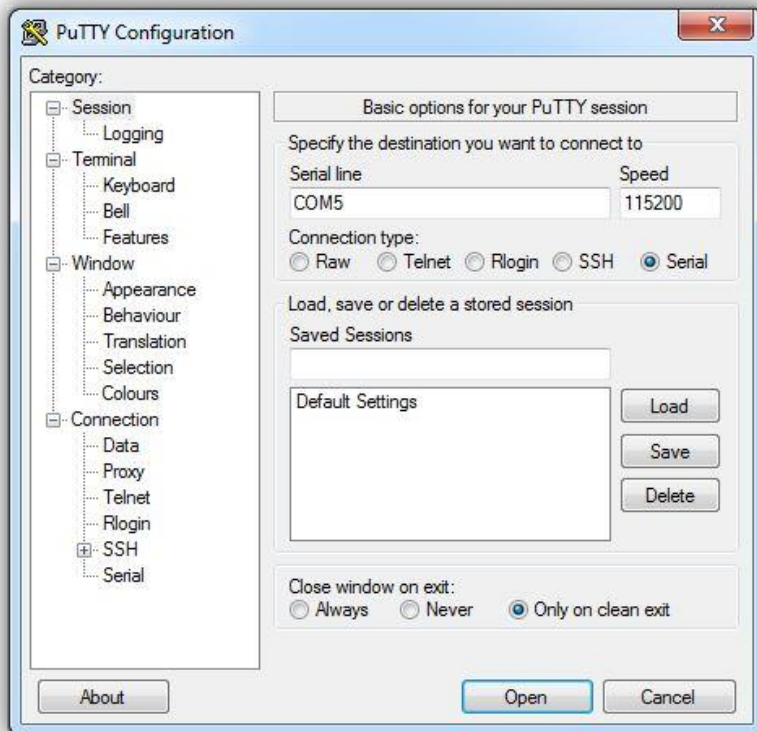 PuTTY Configuration
Category:
Session
Logging
Terminal
Keyboard
Bell
Features
Window
Appearance
Behaviour
Translation
Selection
Colours
Connection
Data
Proxy
Telnet
Rlogin
SSH
Serial
Basic options for your PuTTY session
Specify the destination you want to connect to
Serial line Speed
COM5 115200
Connection type:
Raw Telnet Rlogin SSH Serial
Load, save or delete a stored session
Saved Sessions
Default Settings
Load
Save
Delete
Close window on exit:
Always Never Only on clean exit
About Open Cancel